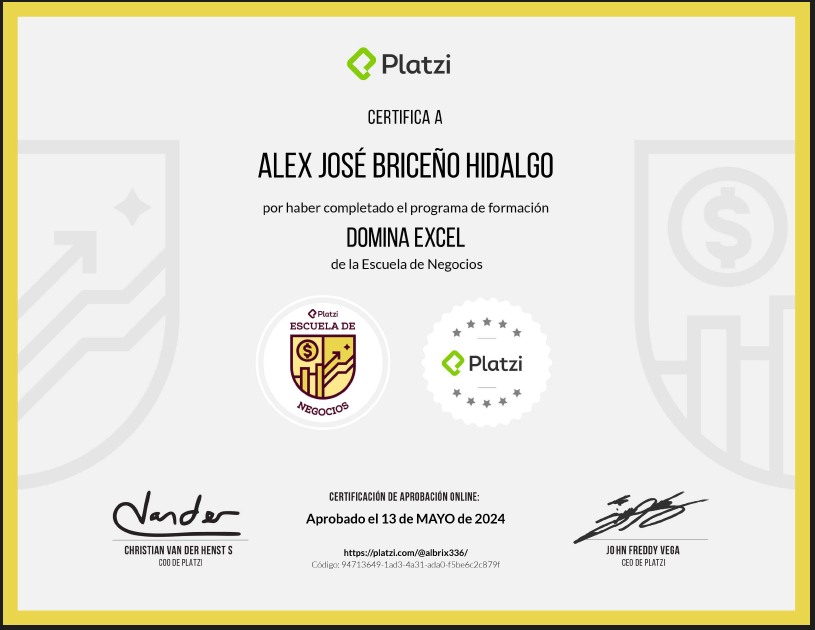 Platzi
CERTIFICA A
ALEX JOSÉ BRICEÑO HIDALGO
por haber completado el programa de formación
DOMINA EXCEL
de la Escuela de Negocios
Platzi
ESCUELA DE
$
NEGOCIOS
Platzi
Vander
CHRISTIAN VAN DER HENST S
COO DE PLATZI
CERTIFICACIÓN DE APROBACIÓN ONLINE:
Aprobado el 13 de MAYO de 2024
https://platzi.com/@albrix336/
Código: 94713649-1ad3-4a31-ada0-f5be6c2c879f
JOHN FREDDY VEGA
CEO DE PLATZI